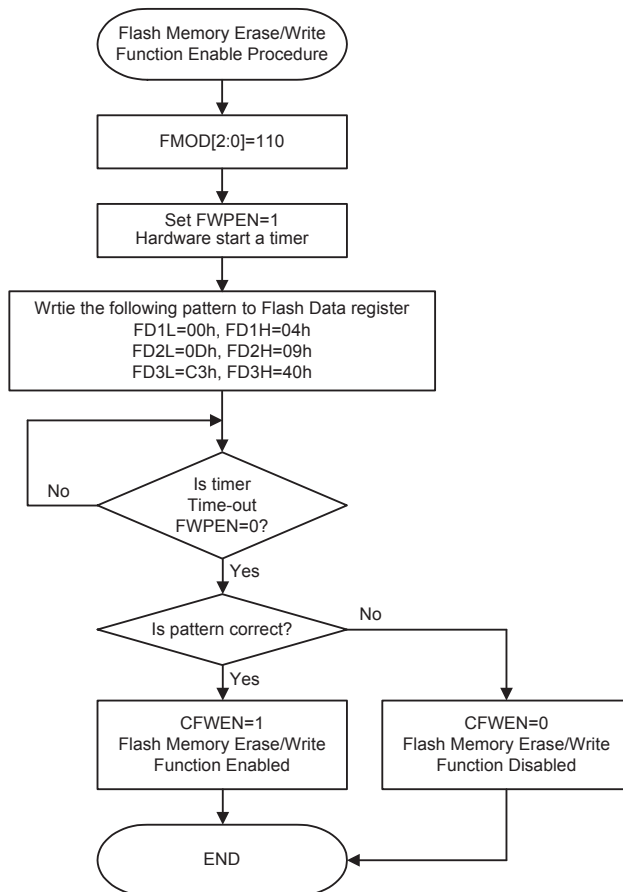 Flash Memory Erase/Write
Function Enable Procedure
FMOD[2:0]=110
Set FWPEN=1
Hardware start a timer
Wrtie the following pattern to Flash Data register
FD1L=00h, FD1H=04h
FD2L=0Dh, FD2H=09h
FD3L=C3h, FD3H=40h
Is timer
Time-out
FWPEN=0?
No
Yes
Is pattern correct?
No
Yes
CFWEN=1
Flash Memory Erase/Write
Function Enabled
CFWEN=0
Flash Memory Erase/Write
Function Disabled
END